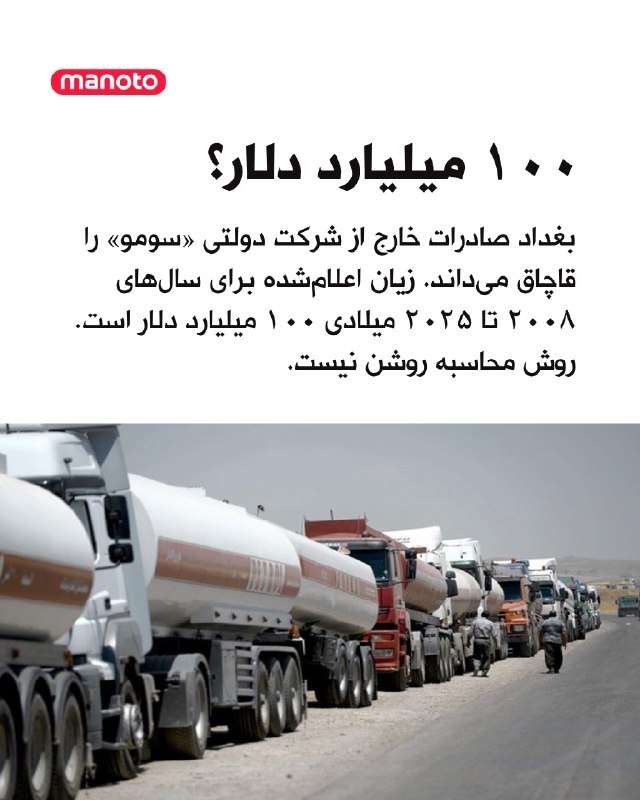 manoto
۱۰۰ میلیارد دلار؟
بغداد صادرات خارج از شرکت دولتی «سومو» را
قاچاق می‌داند. زیان اعلام‌شده برای سال‌های
۲۰۰۸ تا ۲۰۲۵ میلادی ۱۰۰ میلیارد دلار است.
روش محاسبه روشن نیست.